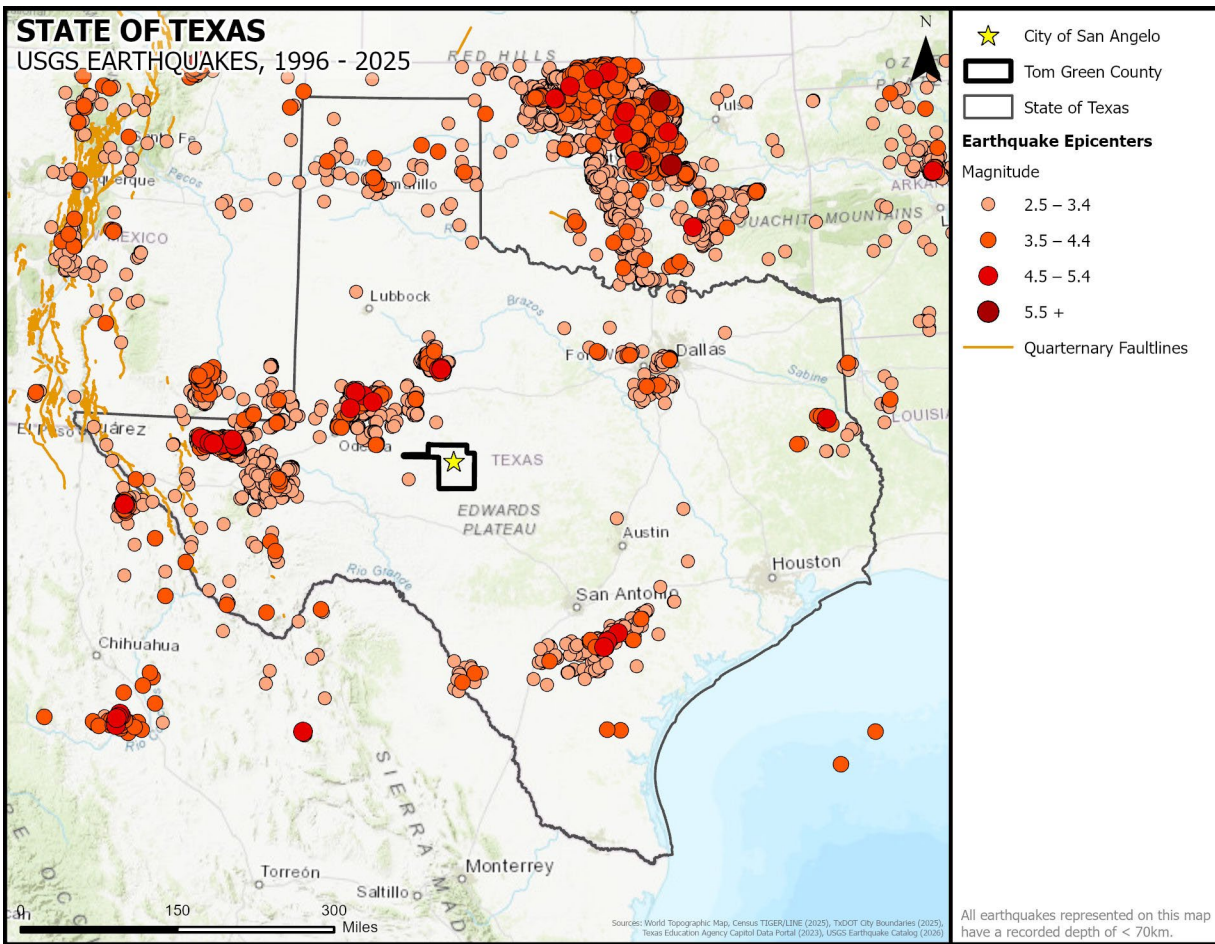 STATE OF TEXAS
USGS EARTHQUAKES, 1996 - 2025
N
City of San Angelo
Tom Green County
State of Texas
Earthquake Epicenters
Magnitude
2.5 – 3.4
3.5 – 4.4
4.5 – 5.4
5.5 +
Quarternary Faultlines
RED HILLS
Tulsa
Pecos
MEXICO
OUACHITA MOUNTAINS
Lubbock
Brazos
Dallas
Sabine
TEXAS
EDWARDS
PLATEAU
Austin
Houston
Rio Grande
San Antonio
Chihuahua
SIERRA
MAD
Torreón
Monterrey
Saltillo
0 150 300
Miles
Sources: World Topographic Map, Census TIGER/LINE (2025), TxDOT City Boundaries (2025),
Texas Education Agency Capitol Data Portal (2023), USGS Earthquake Catalog (2026)
All earthquakes represented on this map
have a recorded depth of < 70km.